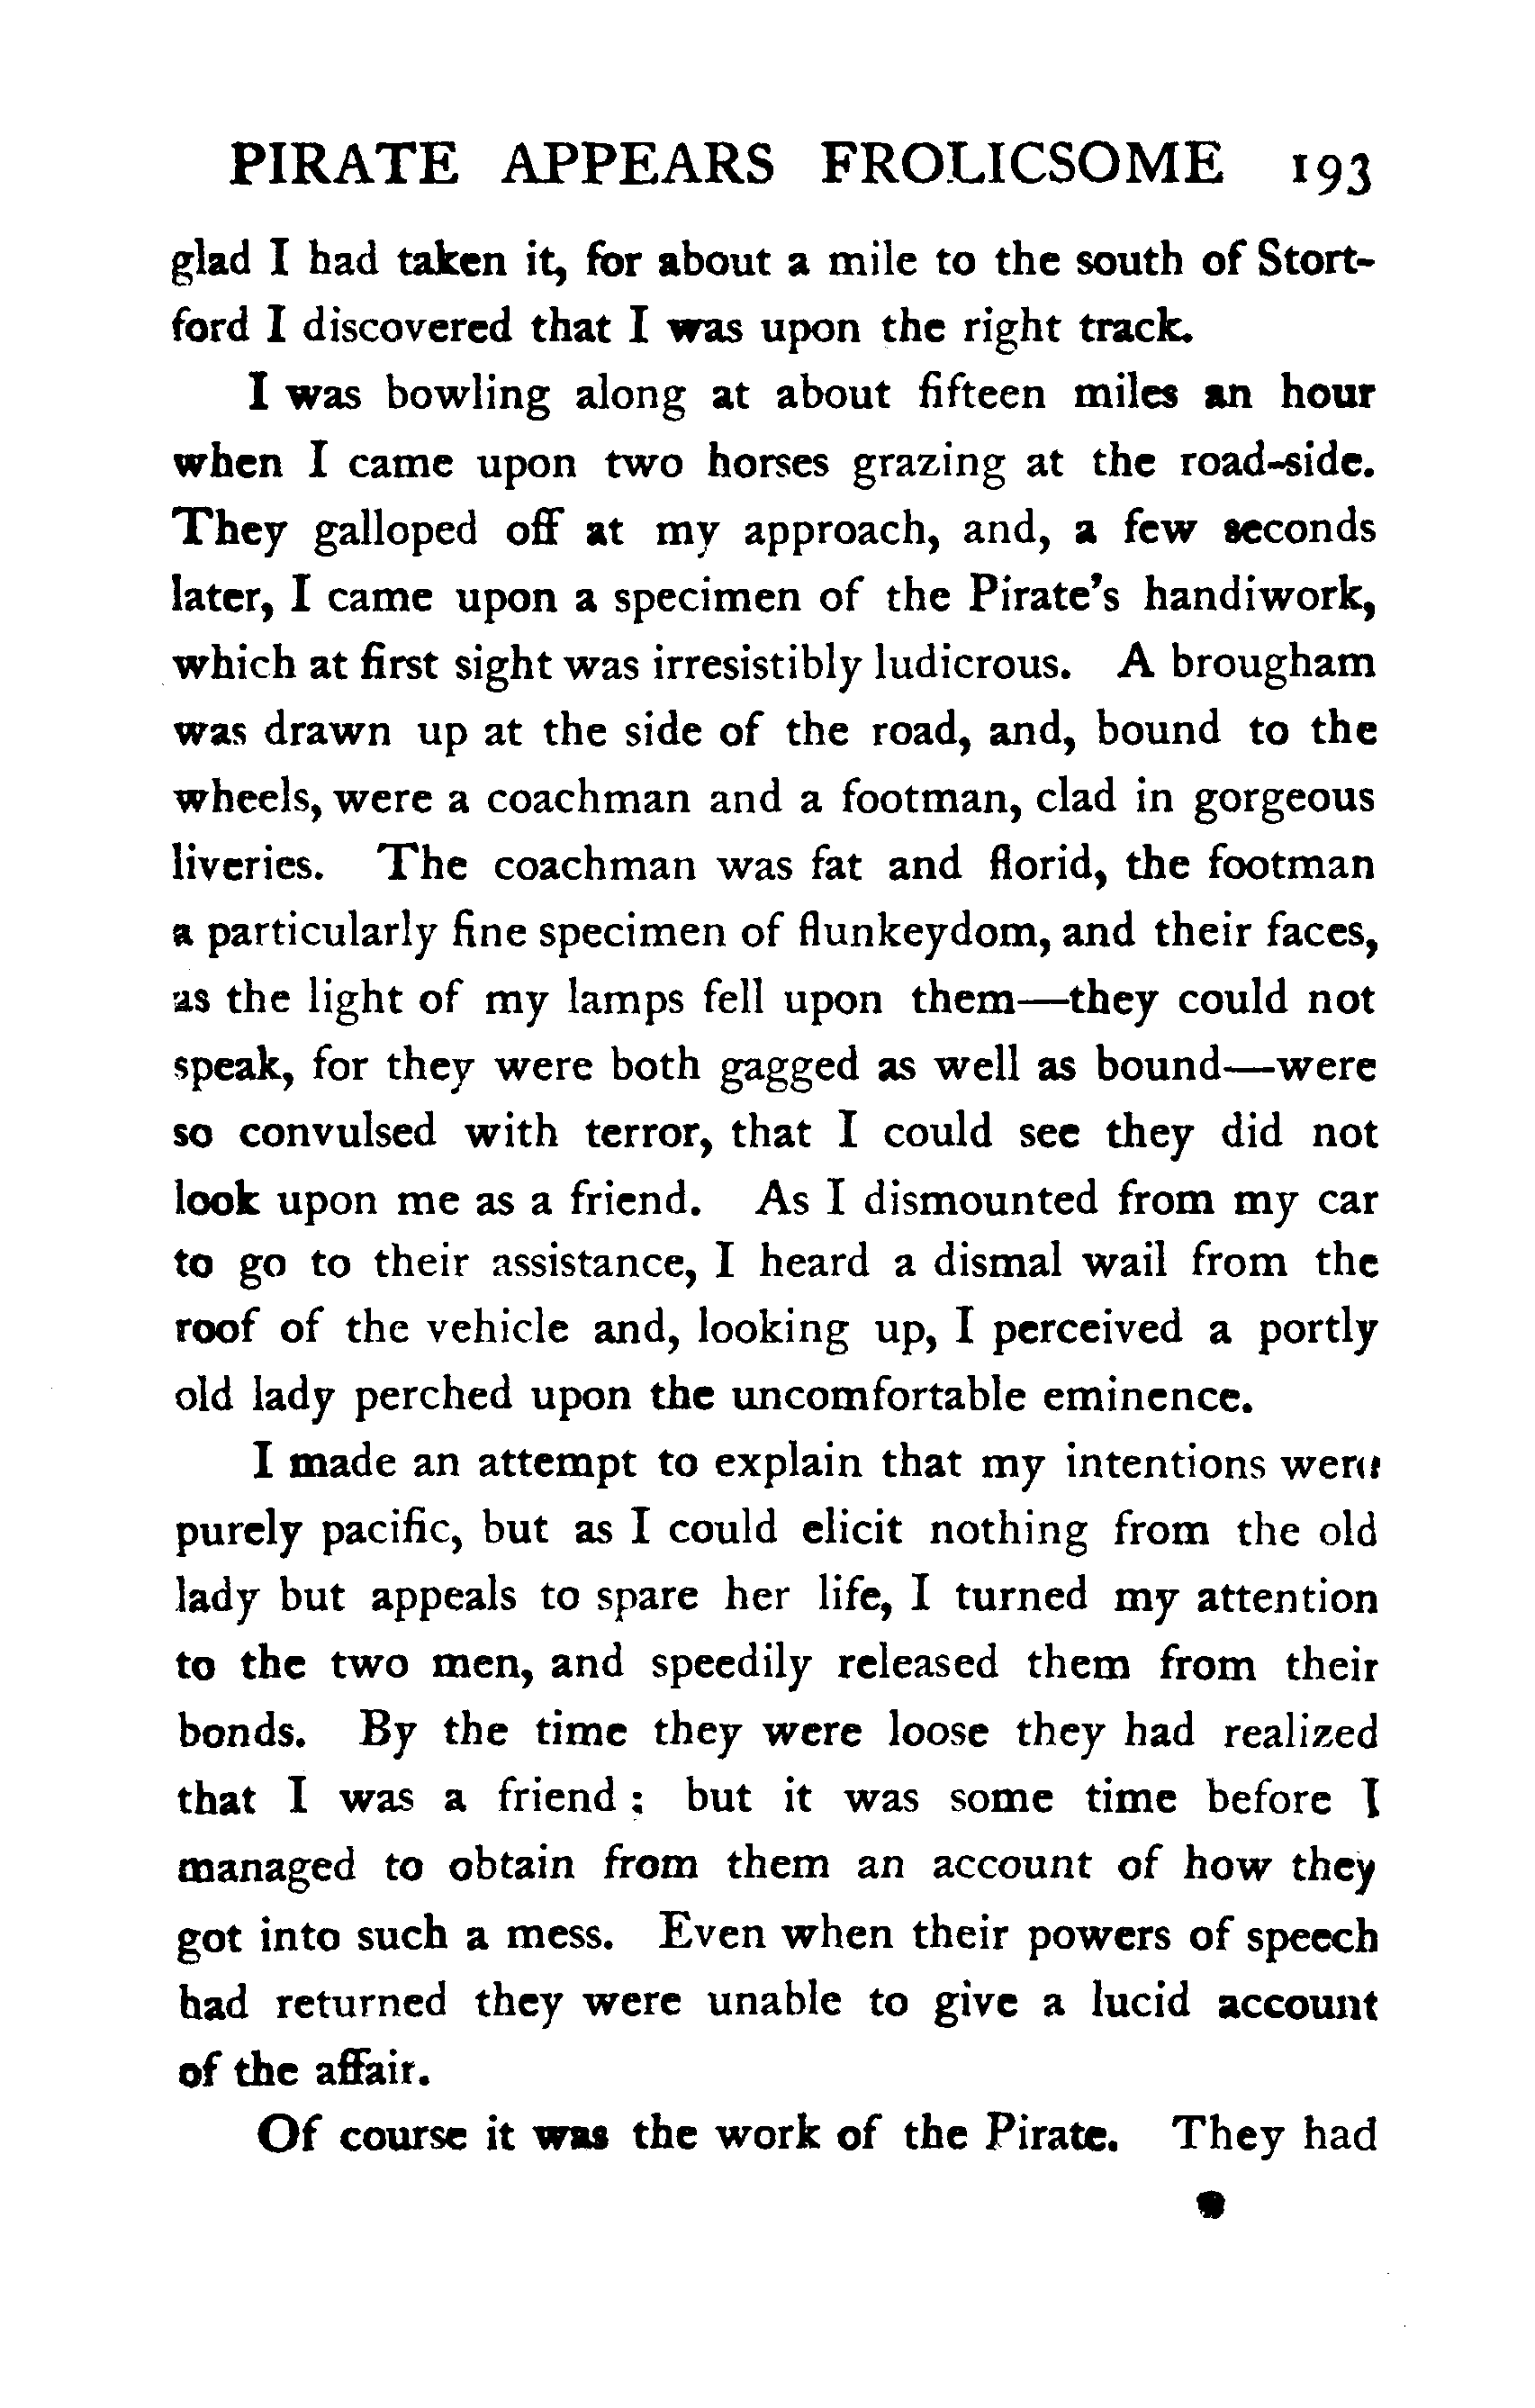 PIRATE APPEARS FROLICSOME 193
glad I had taken it, for about a mile to the south of Stort-
ford I discovered that I was upon the right track.
I was bowling along at about fifteen miles an hour
when I came upon two horses grazing at the road-side.
They galloped off at my approach, and, a few seconds
later, I came upon a specimen of the Pirate's handiwork,
which at first sight was irresistibly ludicrous. A brougham
was drawn up at the side of the road, and, bound to the
wheels, were a coachman and a footman, clad in gorgeous
liveries. The coachman was fat and florid, the footman
a particularly fine specimen of flunkeydom, and their faces,
as the light of my lamps fell upon them—they could not
speak, for they were both gagged as well as bound—were
so convulsed with terror, that I could see they did not
look upon me as a friend. As I dismounted from my car
to go to their assistance, I heard a dismal wail from the
roof of the vehicle and, looking up, I perceived a portly
old lady perched upon the uncomfortable eminence.
I made an attempt to explain that my intentions were
purely pacific, but as I could elicit nothing from the old
lady but appeals to spare her life, I turned my attention
to the two men, and speedily released them from their
bonds. By the time they were loose they had realized
that I was a friend; but it was some time before I
managed to obtain from them an account of how they
got into such a mess. Even when their powers of speech
had returned they were unable to give a lucid account
of the affair.
Of course it was the work of the Pirate. They had